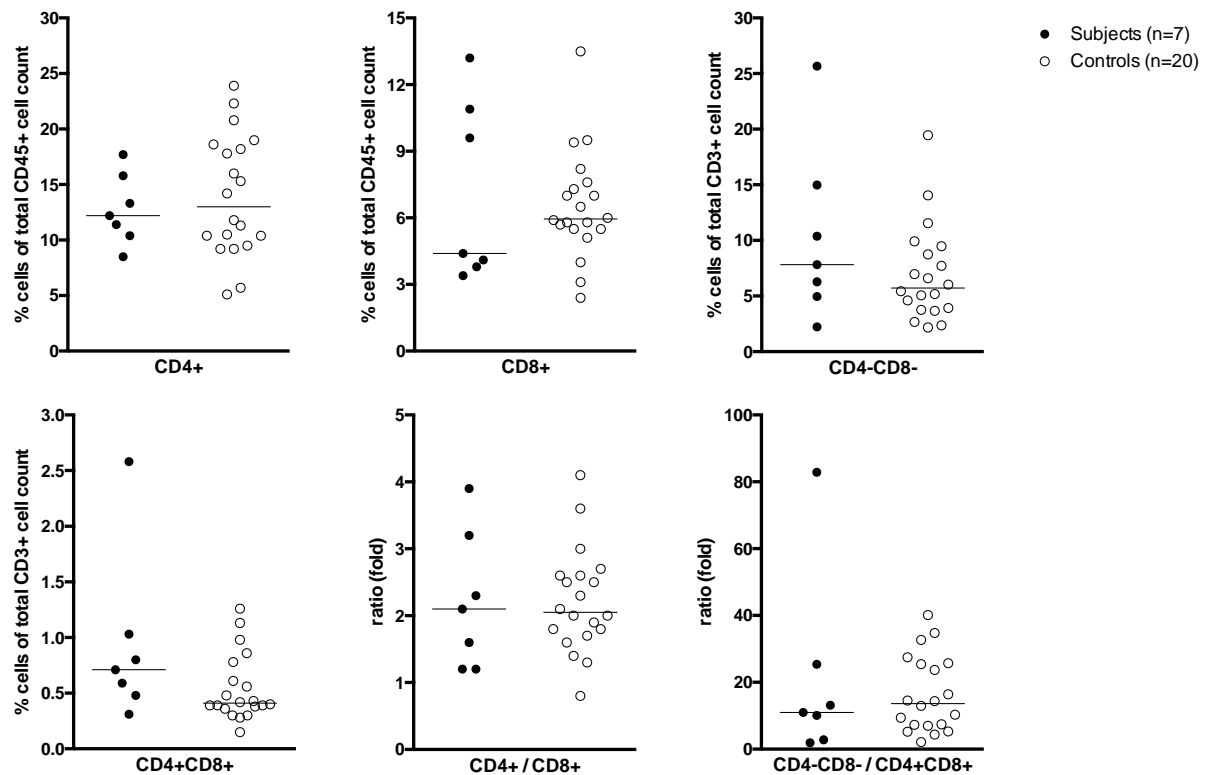 % cells of total CD45+ cell count
30
25
20
15
10
5
0
CD4+
% cells of total CD45+ cell count
15
12
9
6
3
0
CD8+
% cells of total CD3+ cell count
30
25
20
15
10
5
0
CD4-CD8-
Subjects (n=7)
Controls (n=20)
% cells of total CD3+ cell count
3.0
2.5
2.0
1.5
1.0
0.5
0.0
CD4+CD8+
ratio (fold)
5
4
3
2
1
0
CD4+ / CD8+
ratio (fold)
100
80
60
40
20
0
CD4-CD8- / CD4+CD8+